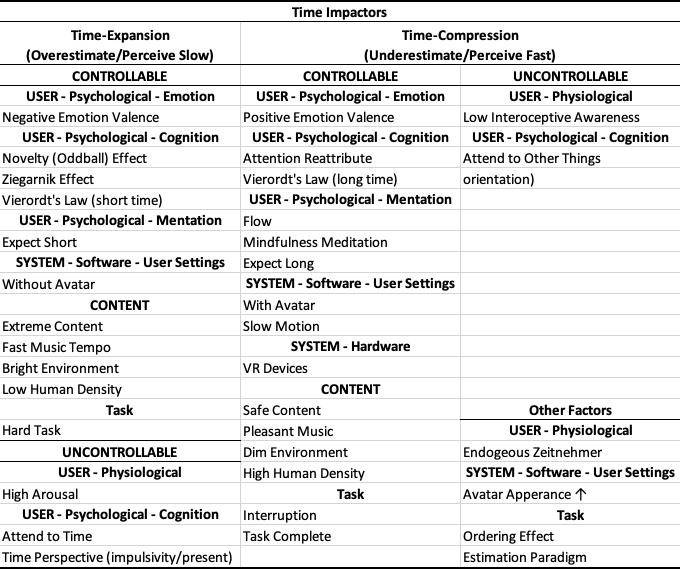 Time Impactors
Time-Expansion
(Overestimate/Perceive Slow)
Time-Compression
(Underestimate/Perceive Fast)
CONTROLLABLE
USER - Psychological - Emotion
Negative Emotion Valence
USER - Psychological - Cognition
Novelty (Oddball) Effect
Ziegarnik Effect
Vierordt's Law (short time)
USER - Psychological - Mentation
Expect Short
SYSTEM - Software - User Settings
Without Avatar
CONTENT
Extreme Content
Fast Music Tempo
Bright Environment
Low Human Density
Task
Hard Task
UNCONTROLLABLE
USER - Physiological
High Arousal
USER - Psychological - Cognition
Attend to Time
Time Perspective (impulsivity/present)
CONTROLLABLE
USER - Psychological - Emotion
Positive Emotion Valence
USER - Psychological - Cognition
Attention Reattribute
Vierordt's Law (long time)
USER - Psychological - Mentation
Flow
Mindfulness Meditation
Expect Long
SYSTEM - Software - User Settings
With Avatar
Slow Motion
SYSTEM - Hardware
VR Devices
CONTENT
Safe Content
Pleasant Music
Dim Environment
High Human Density
Task
Interruption
Task Complete
UNCONTROLLABLE
USER - Physiological
Low Interoceptive Awareness
USER - Psychological - Cognition
Attend to Other Things
orientation)
Other Factors
USER - Physiological
Endogeous Zeitnehmer
SYSTEM - Software - User Settings
Avatar Apperance ↑
Task
Ordering Effect
Estimation Paradigm